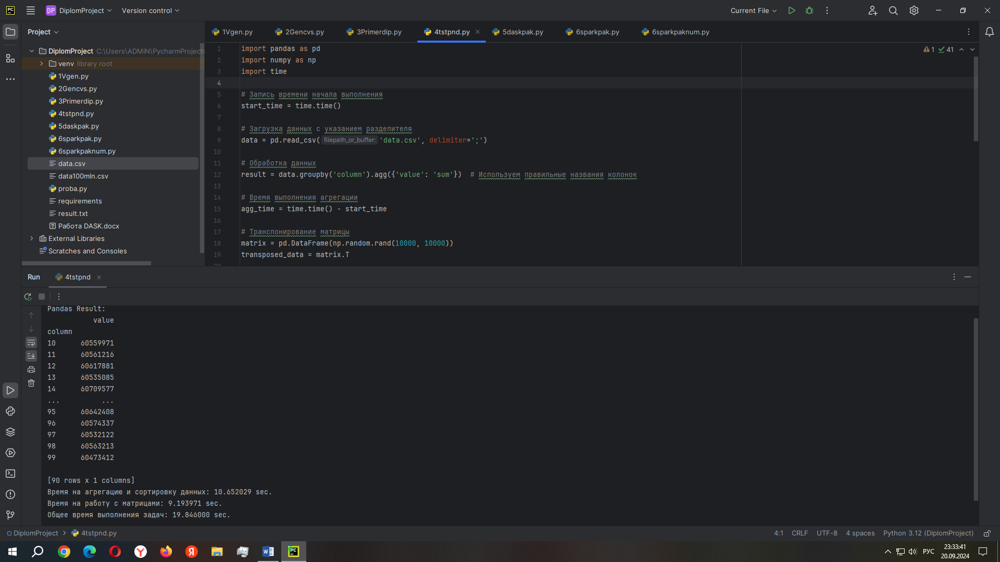 PC DP DiplomProject Version control Current File
Project
1Vgen.py 2Gencvs.py 3Primerdip.py 4tstpnd.py 5daskpak.py 6sparkpak.py 6sparkpaknum.py
DiplomProject C:\Users\ADMIN\PycharmProjects
venv library root
1Vgen.py
2Gencvs.py
3Primerdip.py
4tstpnd.py
5daskpak.py
6sparkpak.py
6sparkpaknum.py
data.csv
data100mln.csv
proba.py
requirements
result.txt
Работа DASK.docx
External Libraries
Scratches and Consoles
1 41
1 import pandas as pd
2 import numpy as np
3 import time
4
5 # Запись времени начала выполнения
6 start_time = time.time()
7
8 # Загрузка данных с указанием разделителя
9 data = pd.read_csv( filepath_or_buffer: 'data.csv', delimiter=';')
10
11 # Обработка данных
12 result = data.groupby('column').agg({'value': 'sum'})  # Используем правильные названия колонок
13
14 # Время выполнения агрегации
15 agg_time = time.time() - start_time
16
17 # Транспонирование матрицы
18 matrix = pd.DataFrame(np.random.rand(10000, 10000))
19 transposed_data = matrix.T
Run 4tstpnd
Pandas Result:
value
column
10 60559971
11 60561216
12 60617881
13 60535085
14 60709577
... ...
95 60642408
96 60574337
97 60532122
98 60563213
99 60473412
[90 rows x 1 columns]
Время на агрегацию и сортировку данных: 10.652029 sec.
Время на работу с матрицами: 9.193971 sec.
Общее время выполнения задач: 19.846000 sec.
DiplomProject 4tstpnd.py 4:1 CRLF UTF-8 4 spaces Python 3.12 (DiplomProject)
РУС 23:33:41
20.09.2024